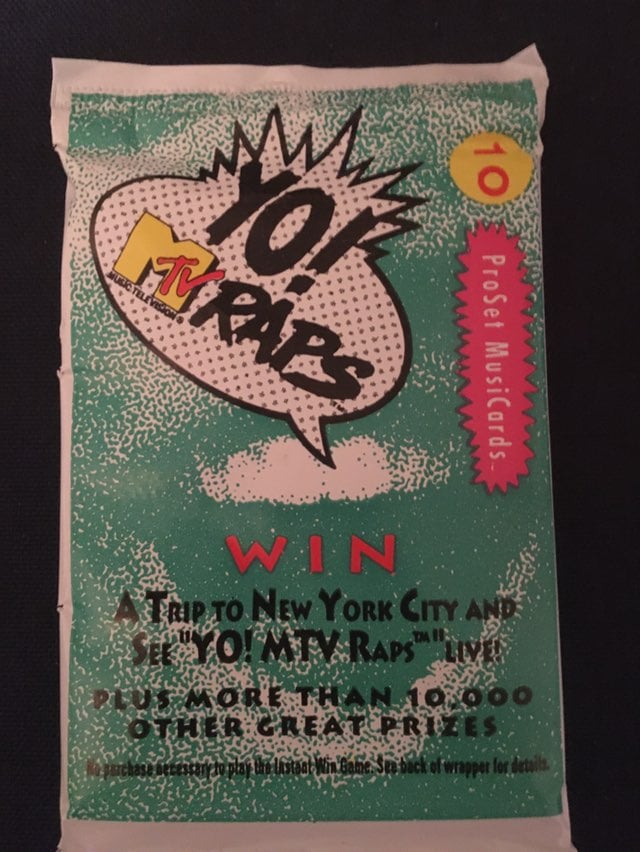 YO!
MTV
MUSIC TELEVISION®
RAPS
TM
10
ProSet MusiCards™
WIN
A TRIP TO NEW YORK CITY AND
SEE "YO! MTV RAPS™" LIVE!
PLUS MORE THAN 10,000
OTHER GREAT PRIZES
No purchase necessary to play the Instant Win Game. See back of wrapper for details.